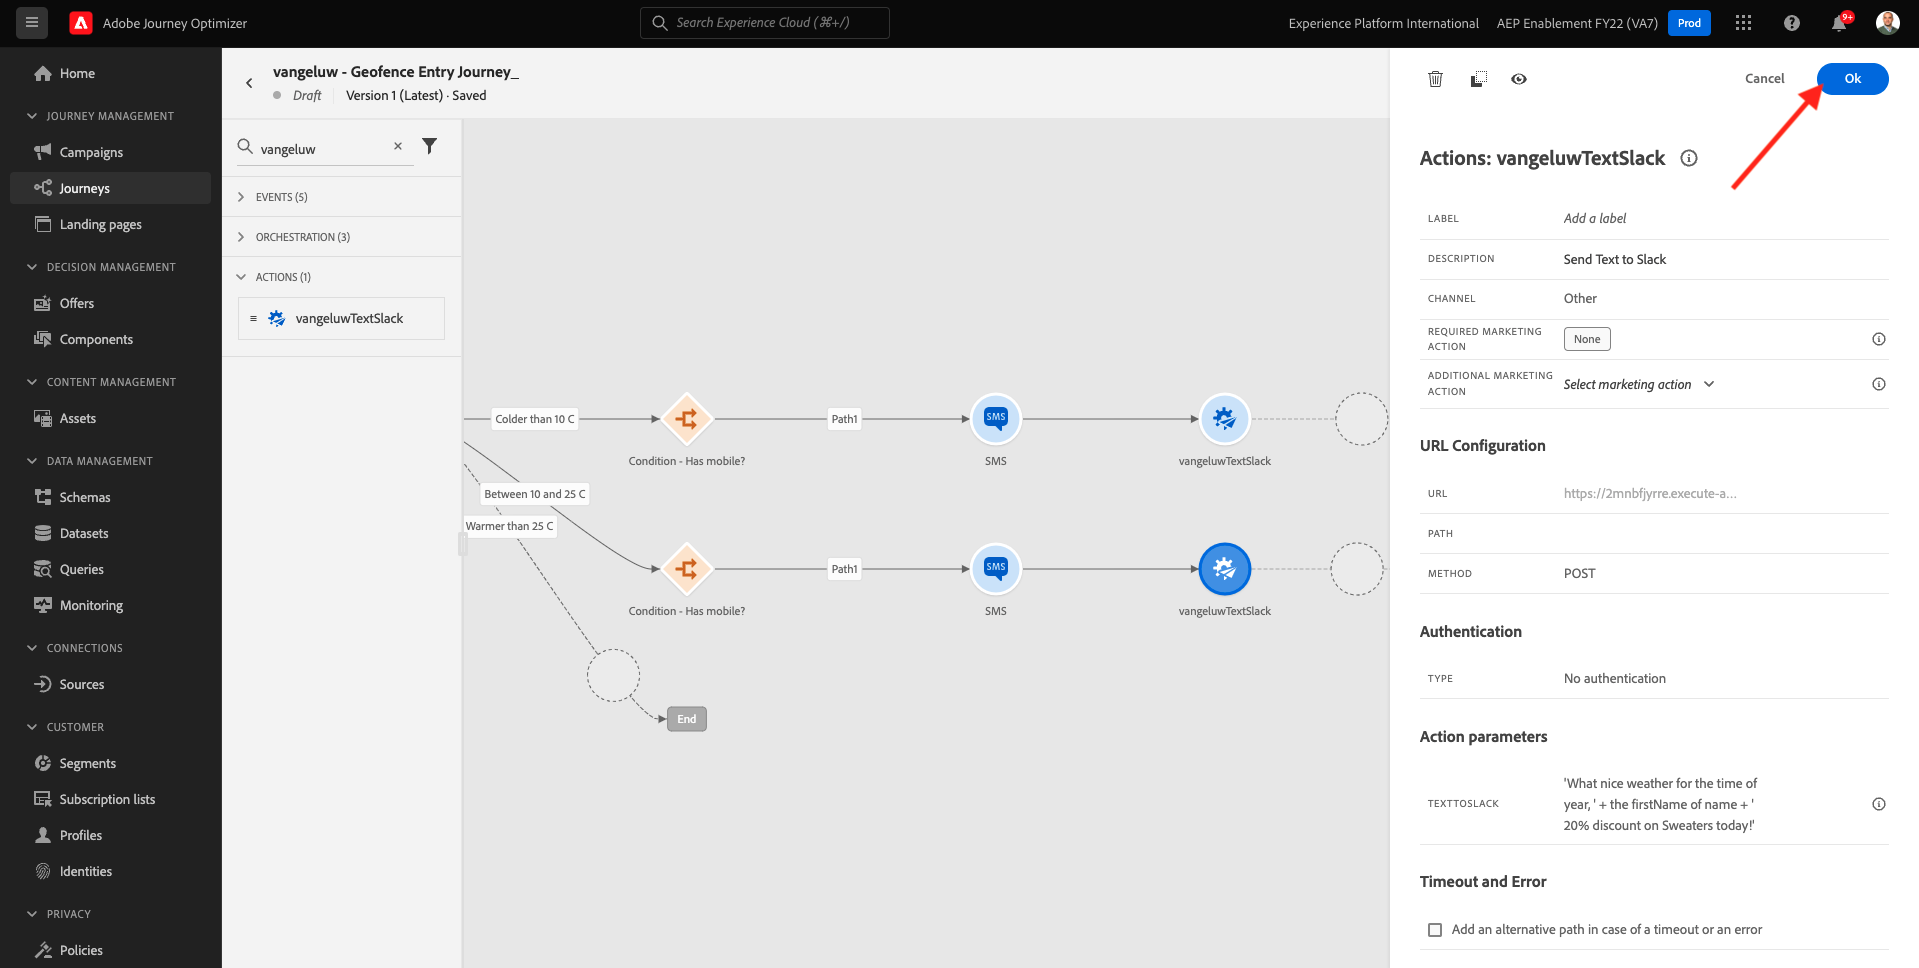 Adobe Journey Optimizer
Search Experience Cloud (⌘+/)
Experience Platform International
AEP Enablement FY22 (VA7)
Prod
9+
Home
JOURNEY MANAGEMENT
Campaigns
Journeys
Landing pages
DECISION MANAGEMENT
Offers
Components
CONTENT MANAGEMENT
Assets
DATA MANAGEMENT
Schemas
Datasets
Queries
Monitoring
CONNECTIONS
Sources
CUSTOMER
Segments
Subscription lists
Profiles
Identities
PRIVACY
Policies
vangeluw - Geofence Entry Journey_
Draft
Version 1 (Latest) · Saved
vangeluw
EVENTS (5)
ORCHESTRATION (3)
ACTIONS (1)
vangeluwTextSlack
Colder than 10 C
Condition - Has mobile?
Path1
SMS
SMS
vangeluwTextSlack
Between 10 and 25 C
Warmer than 25 C
Condition - Has mobile?
Path1
SMS
SMS
vangeluwTextSlack
End
Cancel
Ok
Actions: vangeluwTextSlack
LABEL
Add a label
DESCRIPTION
Send Text to Slack
CHANNEL
Other
REQUIRED MARKETING
ACTION
None
ADDITIONAL MARKETING
ACTION
Select marketing action
URL Configuration
URL
https://2mnbfjyrre.execute-a...
PATH
METHOD
POST
Authentication
TYPE
No authentication
Action parameters
TEXTTOSLACK
'What nice weather for the time of
year, ' + the firstName of name + '
20% discount on Sweaters today!'
Timeout and Error
Add an alternative path in case of a timeout or an error